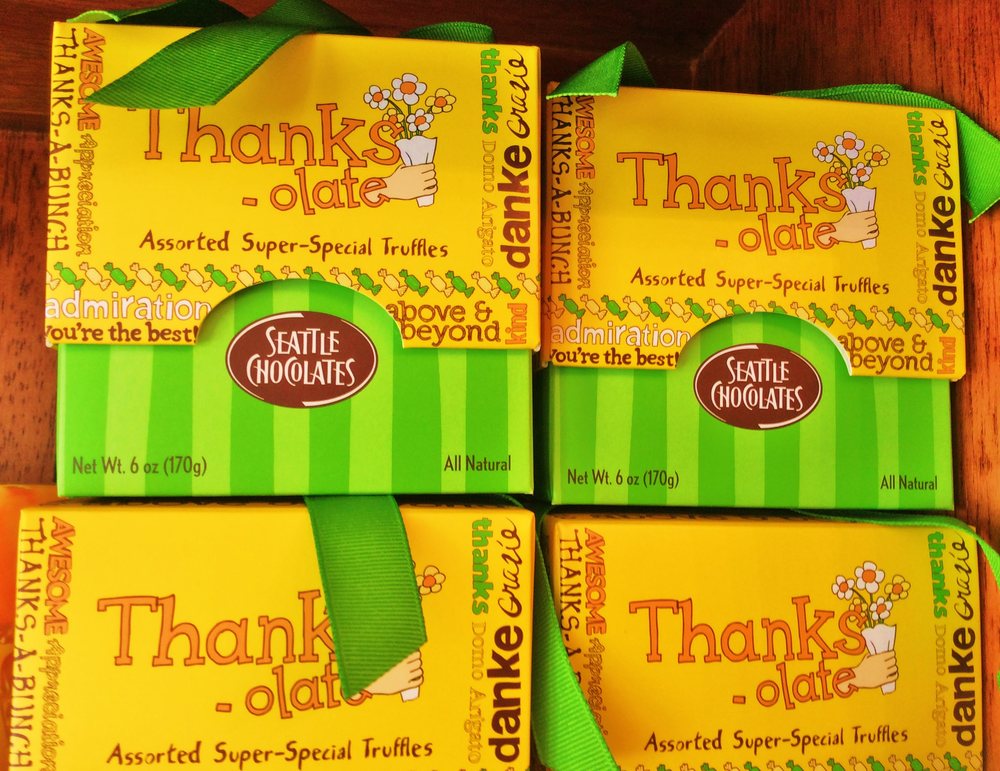 AWESOME Appreciation
THANKS-A-BUNCH
Thanks
-olate
Assorted Super-Special Truffles
thanks Domo Arigato
Grazie
danke
admiration
you're the best!
above &
beyond
kind
SEATTLE
CHOCOLATES
Net Wt. 6 oz (170g)
All Natural
AWESOME Appreciation
THANKS-A-BUNCH
Thanks
-olate
Assorted Super-Special Truffles
thanks Domo Arigato
Grazie
danke
admiration
you're the best!
above &
beyond
kind
SEATTLE
CHOCOLATES
Net Wt. 6 oz (170g)
All Natural
AWESOME Appreciation
THANKS-A-BUNCH
Thank
-olate
Assorted Super-Special Truffles
thanks Domo Arigato
Grazie
danke
AWESOME Appreciation
THANKS-A-B
Thanks
-olate
Assorted Super-Special Truffles
thanks Domo Arigato
Grazie
danke